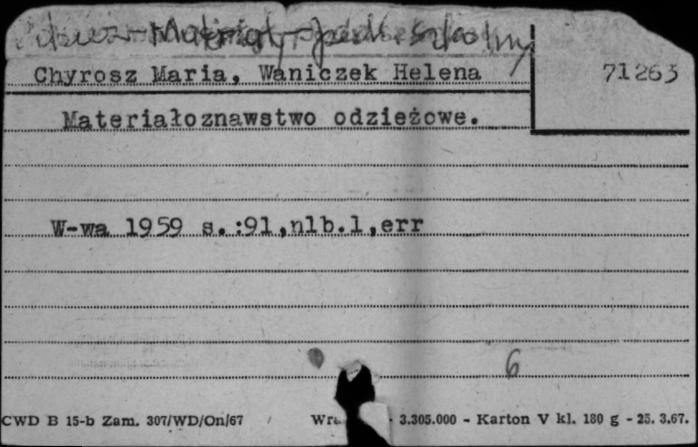 71263
Chyrosz Maria, Waniczek Helena
Materiałoznawstwo odzieżowe.
W-wa 1959 s.:91,nlb.1,err
6
CWD B 15-b Zam. 307/WD/On/67 3.305.000 - Karton V kl. 180 g - 25. 3.67.